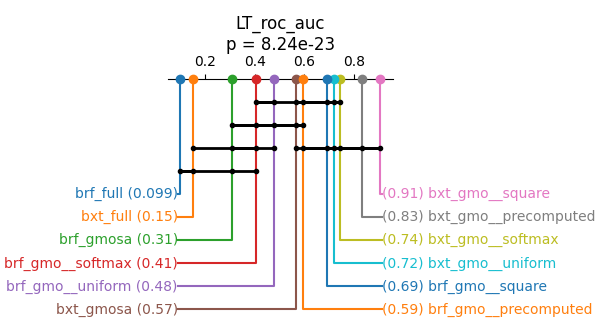 LT_roc_auc
p = 8.24e-23
0.2 0.4 0.6 0.8
brf_full (0.099) (0.91) bxt_gmo__square
bxt_full (0.15) (0.83) bxt_gmo__precomputed
brf_gmosa (0.31) (0.74) bxt_gmo__softmax
brf_gmo__softmax (0.41) (0.72) bxt_gmo__uniform
brf_gmo__uniform (0.48) (0.69) brf_gmo__square
bxt_gmosa (0.57) (0.59) brf_gmo__precomputed